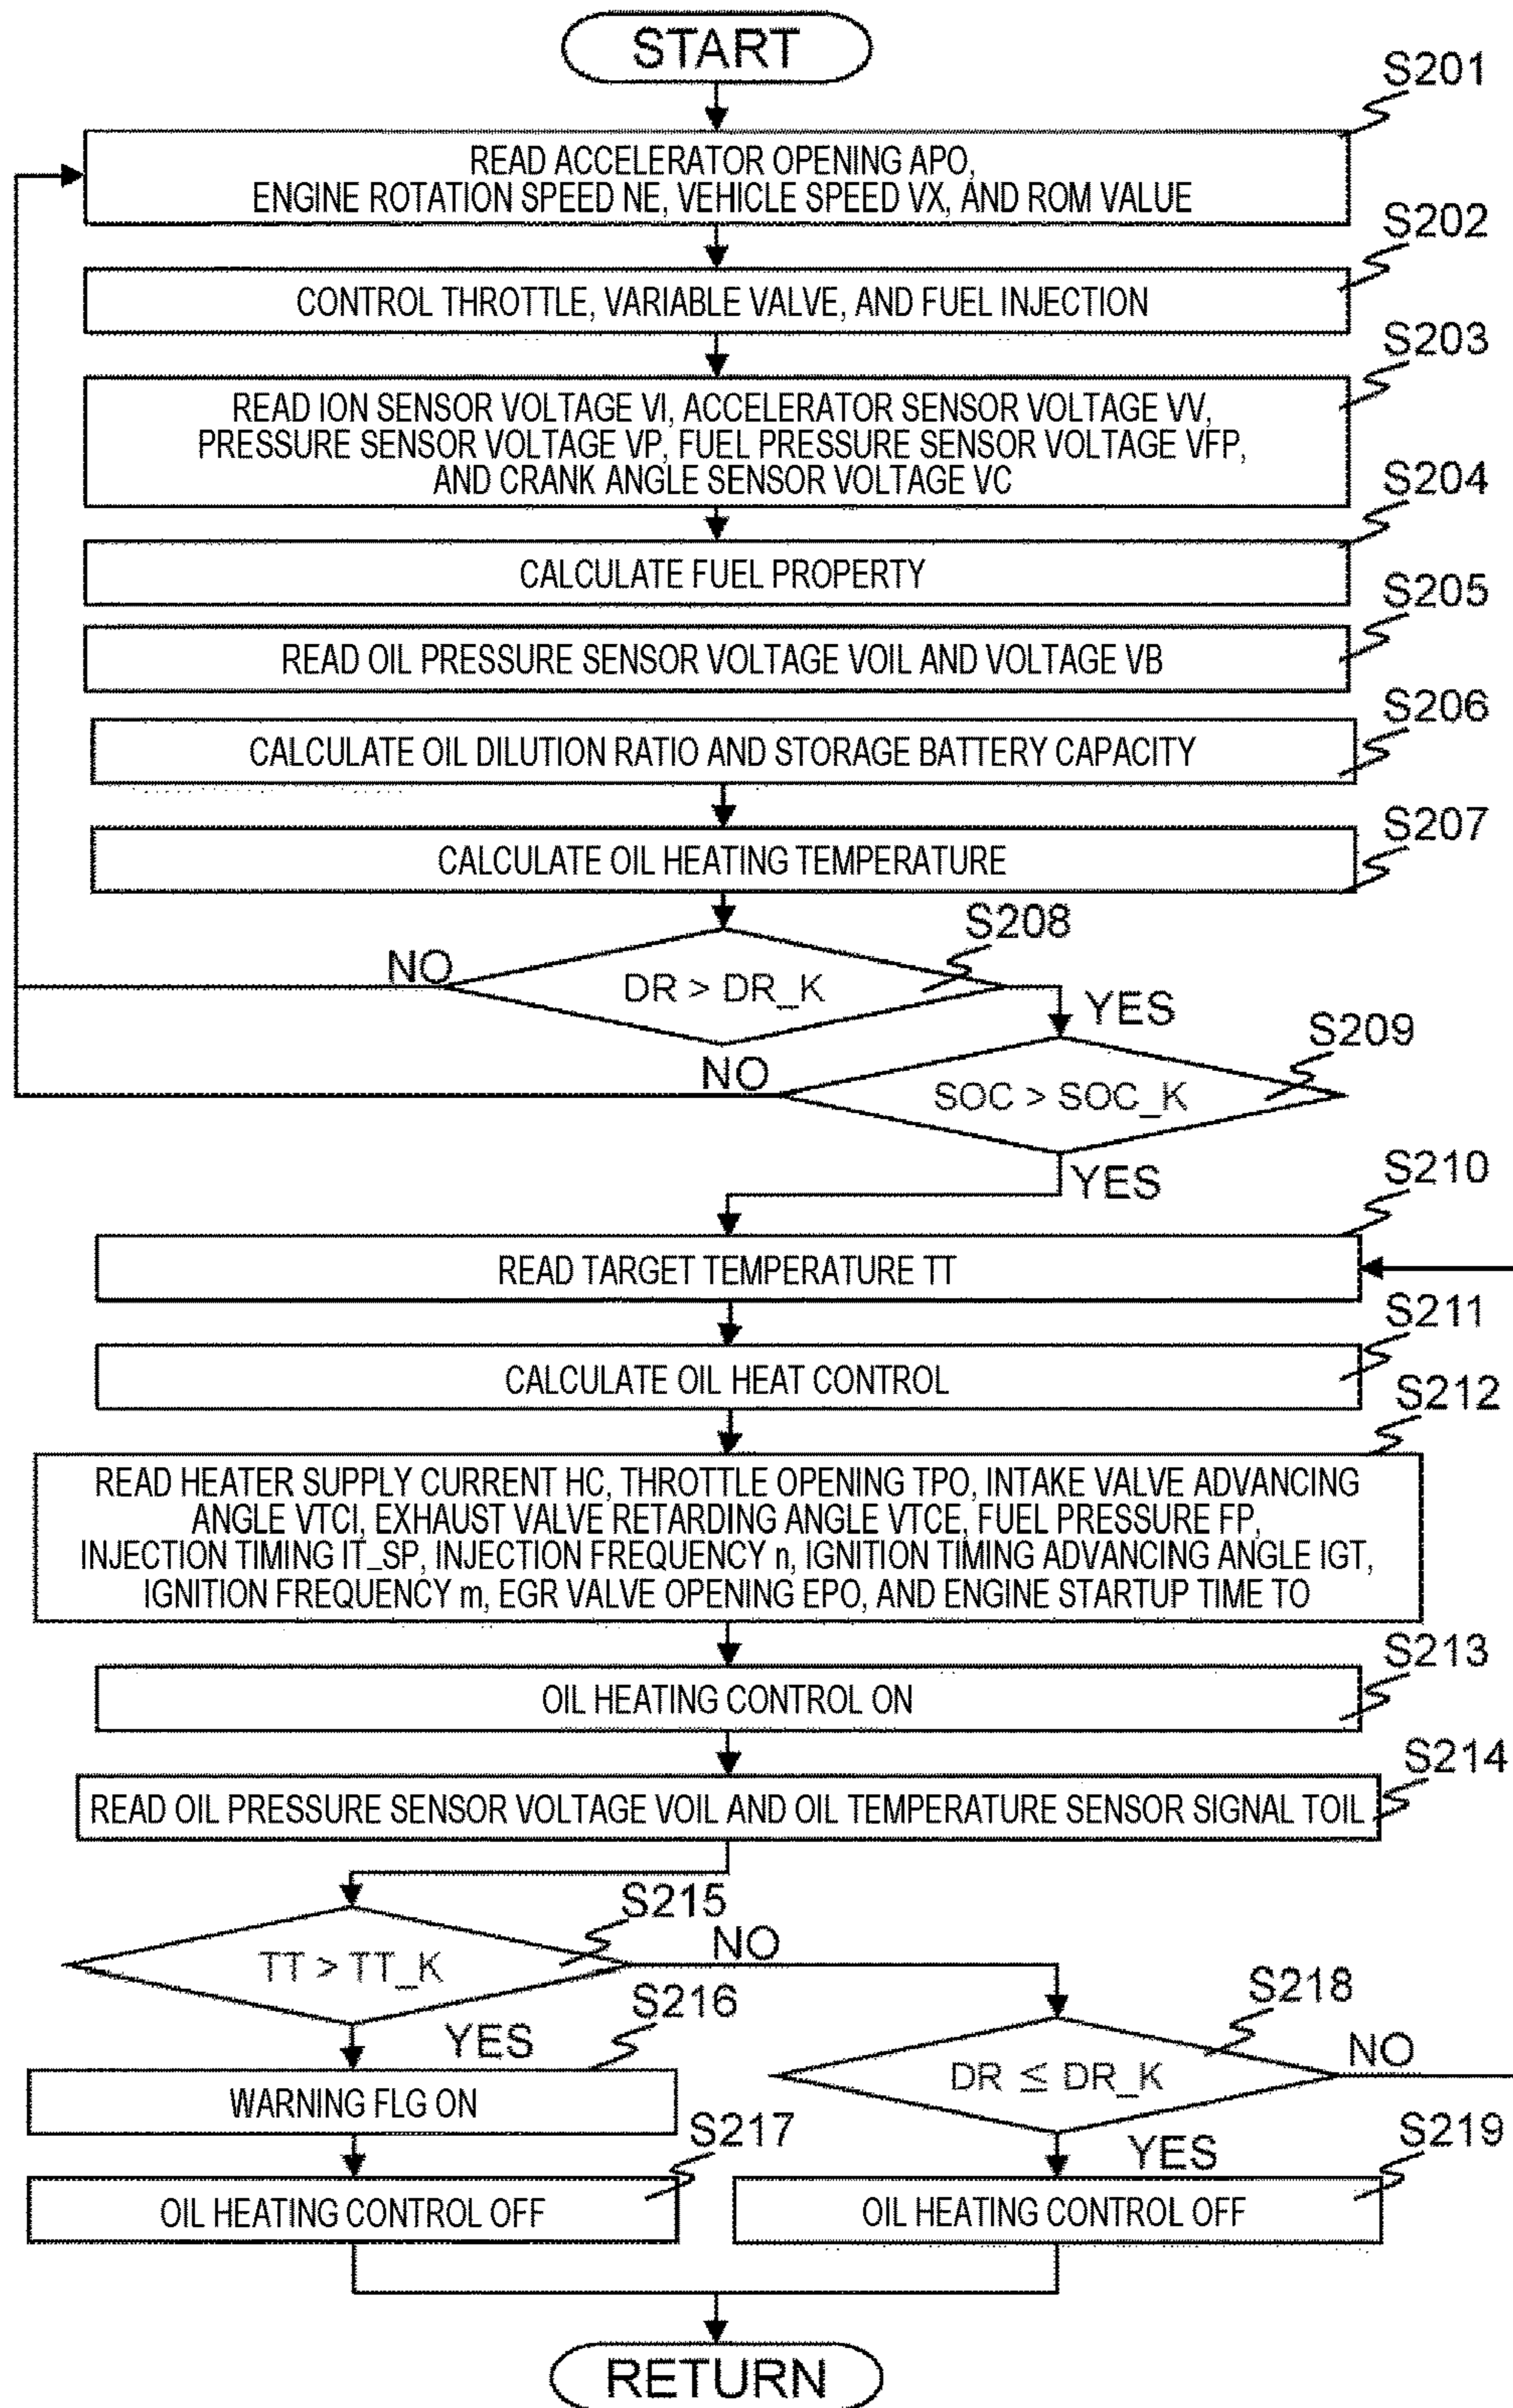 START
S201
READ ACCELERATOR OPENING APO,
ENGINE ROTATION SPEED NE, VEHICLE SPEED VX, AND ROM VALUE
S202
CONTROL THROTTLE, VARIABLE VALVE, AND FUEL INJECTION
S203
READ ION SENSOR VOLTAGE VI, ACCELERATOR SENSOR VOLTAGE VV,
PRESSURE SENSOR VOLTAGE VP, FUEL PRESSURE SENSOR VOLTAGE VFP,
AND CRANK ANGLE SENSOR VOLTAGE VC
S204
CALCULATE FUEL PROPERTY
S205
READ OIL PRESSURE SENSOR VOLTAGE VOIL AND VOLTAGE VB
S206
CALCULATE OIL DILUTION RATIO AND STORAGE BATTERY CAPACITY
S207
CALCULATE OIL HEATING TEMPERATURE
S208
NO
DR > DR_K
YES
S209
NO
SOC > SOC_K
YES
S210
READ TARGET TEMPERATURE TT
S211
CALCULATE OIL HEAT CONTROL
S212
READ HEATER SUPPLY CURRENT HC, THROTTLE OPENING TPO, INTAKE VALVE ADVANCING
ANGLE VTCI, EXHAUST VALVE RETARDING ANGLE VTCE, FUEL PRESSURE FP,
INJECTION TIMING IT_SP, INJECTION FREQUENCY n, IGNITION TIMING ADVANCING ANGLE IGT,
IGNITION FREQUENCY m, EGR VALVE OPENING EPO, AND ENGINE STARTUP TIME TO
S213
OIL HEATING CONTROL ON
S214
READ OIL PRESSURE SENSOR VOLTAGE VOIL AND OIL TEMPERATURE SENSOR SIGNAL TOIL
S215
TT > TT_K
NO
YES
S216
WARNING FLG ON
S217
OIL HEATING CONTROL OFF
S218
DR ≤ DR_K
NO
YES
S219
OIL HEATING CONTROL OFF
RETURN